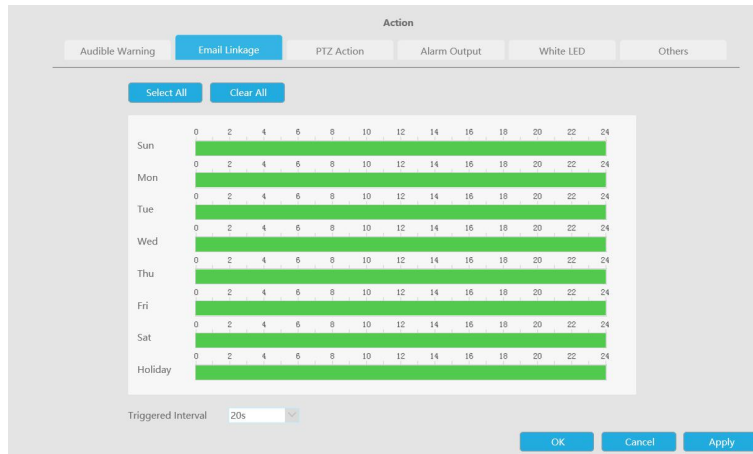 Action
Audible Warning Email Linkage PTZ Action Alarm Output White LED Others
Select All Clear All
0 2 4 6 8 10 12 14 16 18 20 22 24
Sun
0 2 4 6 8 10 12 14 16 18 20 22 24
Mon
0 2 4 6 8 10 12 14 16 18 20 22 24
Tue
0 2 4 6 8 10 12 14 16 18 20 22 24
Wed
0 2 4 6 8 10 12 14 16 18 20 22 24
Thu
0 2 4 6 8 10 12 14 16 18 20 22 24
Fri
0 2 4 6 8 10 12 14 16 18 20 22 24
Sat
0 2 4 6 8 10 12 14 16 18 20 22 24
Holiday
Triggered Interval 20s
OK Cancel Apply